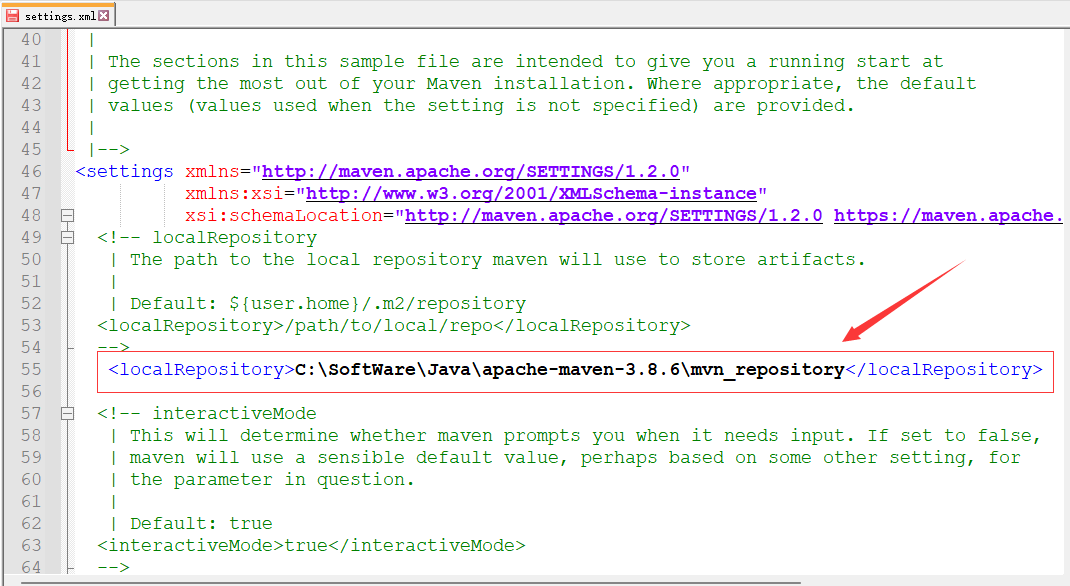 settings.xml
40 |
41 | The sections in this sample file are intended to give you a running start at
42 | getting the most out of your Maven installation. Where appropriate, the default
43 | values (values used when the setting is not specified) are provided.
44 |
45 |-->
46 <settings xmlns="http://maven.apache.org/SETTINGS/1.2.0"
47 xmlns:xsi="http://www.w3.org/2001/XMLSchema-instance"
48 xsi:schemaLocation="http://maven.apache.org/SETTINGS/1.2.0 https://maven.apache.
49 <!-- localRepository
50 | The path to the local repository maven will use to store artifacts.
51 |
52 | Default: ${user.home}/.m2/repository
53 <localRepository>/path/to/local/repo</localRepository>
54 -->
55 <localRepository>C:\SoftWare\Java\apache-maven-3.8.6\mvn_repository</localRepository>
56
57 <!-- interactiveMode
58 | This will determine whether maven prompts you when it needs input. If set to false,
59 | maven will use a sensible default value, perhaps based on some other setting, for
60 | the parameter in question.
61 |
62 | Default: true
63 <interactiveMode>true</interactiveMode>
64 -->